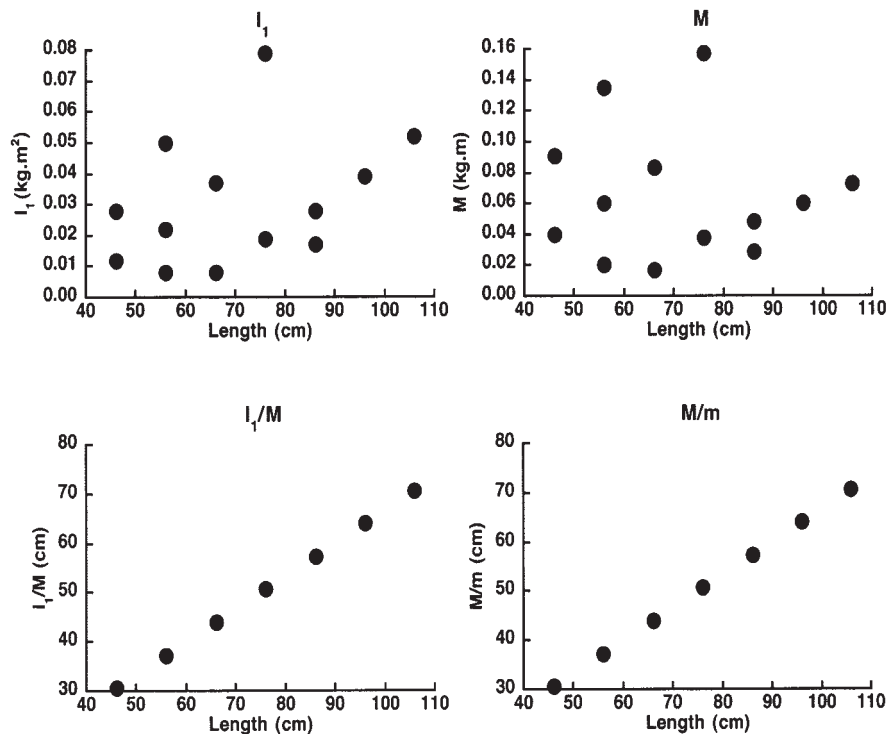 I₁
0.08
0.07
0.06
0.05
0.04
0.03
0.02
0.01
0.00
I₁ (kg.m²)
40 50 60 70 80 90 100 110
Length (cm)
M
0.16
0.14
0.12
0.10
0.08
0.06
0.04
0.02
0.00
M (kg.m)
40 50 60 70 80 90 100 110
Length (cm)
I₁/M
80
70
60
50
40
30
I₁/M (cm)
40 50 60 70 80 90 100 110
Length (cm)
M/m
80
70
60
50
40
30
M/m (cm)
40 50 60 70 80 90 100 110
Length (cm)